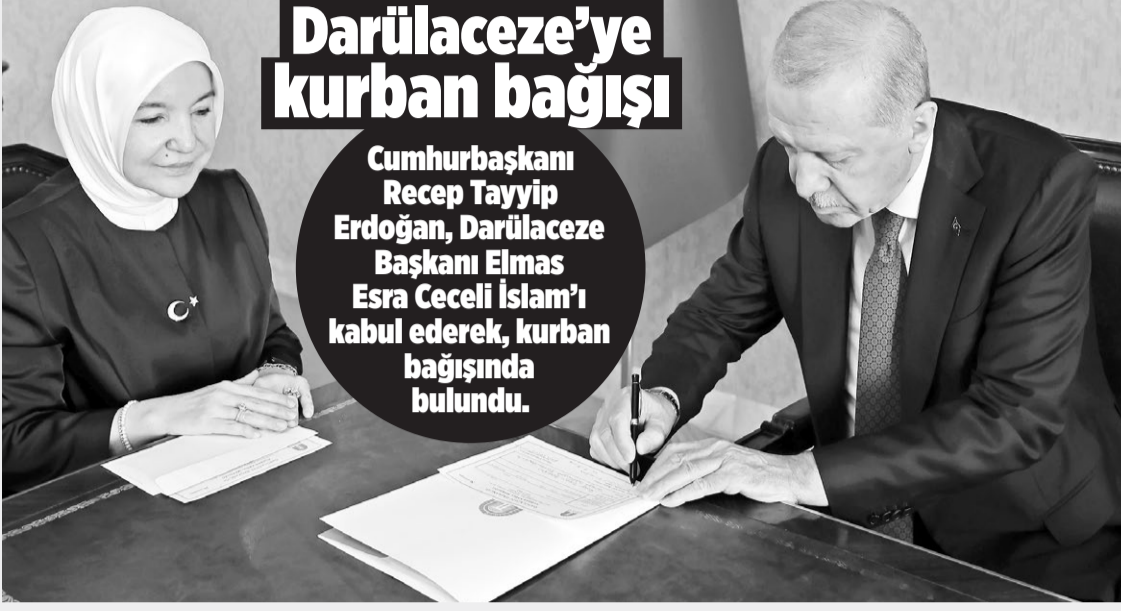 Darülaceze’ye
kurban bağışı
Cumhurbaşkanı
Recep Tayyip
Erdoğan, Darülaceze
Başkanı Elmas
Esra Ceceli İslam’ı
kabul ederek, kurban
bağışında
bulundu.